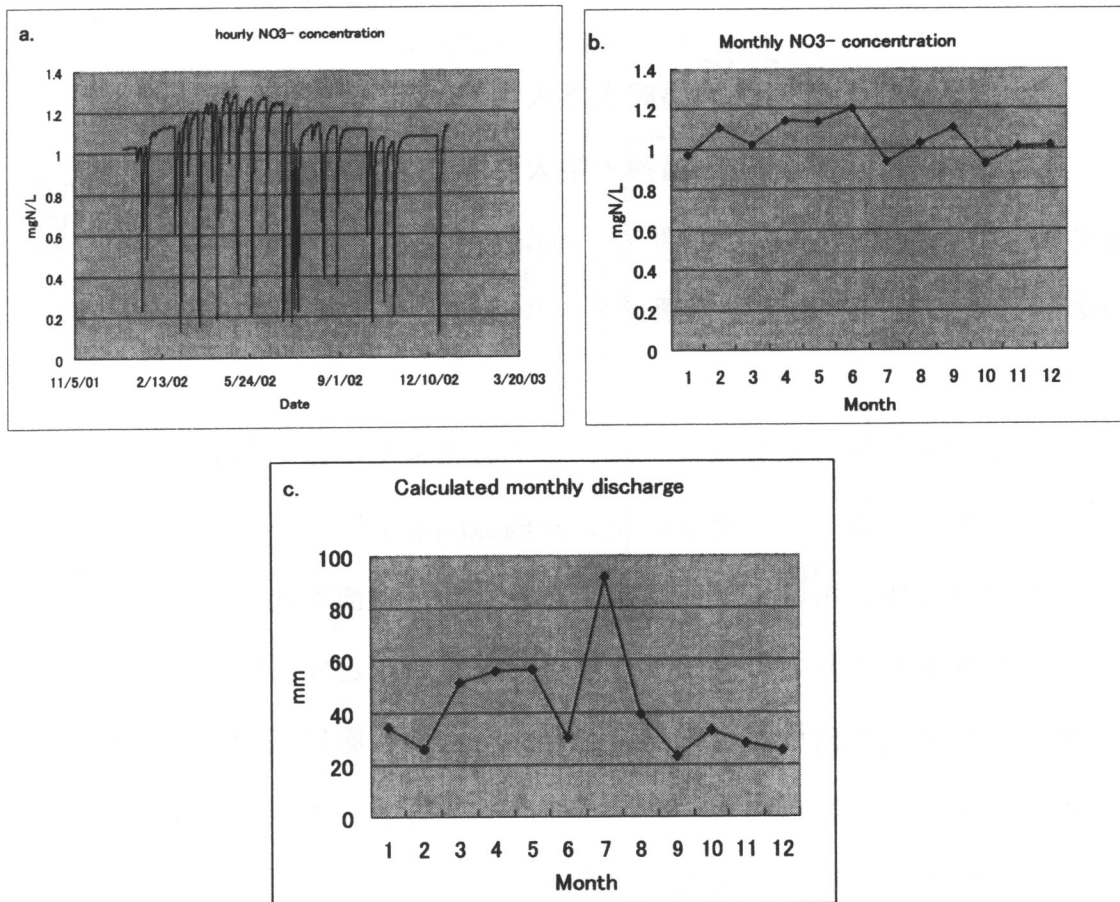 a.
hourly NO3- concentration
1.4
1.2
1
0.8
0.6
0.4
0.2
0
mgN/L
11/5/01 2/13/02 5/24/02 9/1/02 12/10/02 3/20/03
Date
b.
Monthly NO3- concentration
1.4
1.2
1
0.8
0.6
0.4
0.2
0
mgN/L
1 2 3 4 5 6 7 8 9 10 11 12
Month
c.
Calculated monthly discharge
100
80
60
40
20
0
mm
1 2 3 4 5 6 7 8 9 10 11 12
Month